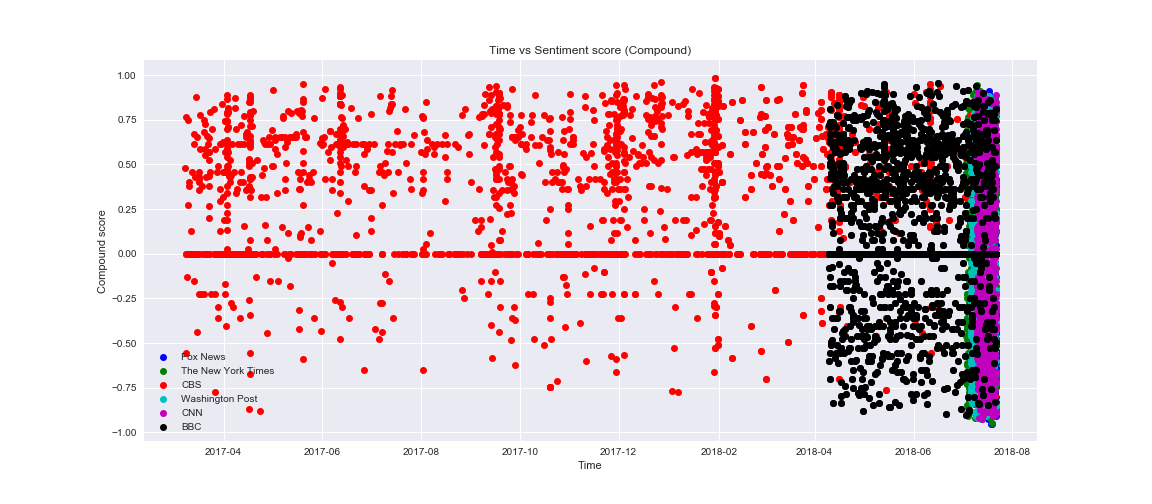 Time vs Sentiment score (Compound)
1.00
0.75
0.50
0.25
0.00
−0.25
−0.50
−0.75
−1.00
Compound score
Fox News
The New York Times
CBS
Washington Post
CNN
BBC
2017-04 2017-06 2017-08 2017-10 2017-12 2018-02 2018-04 2018-06 2018-08
Time